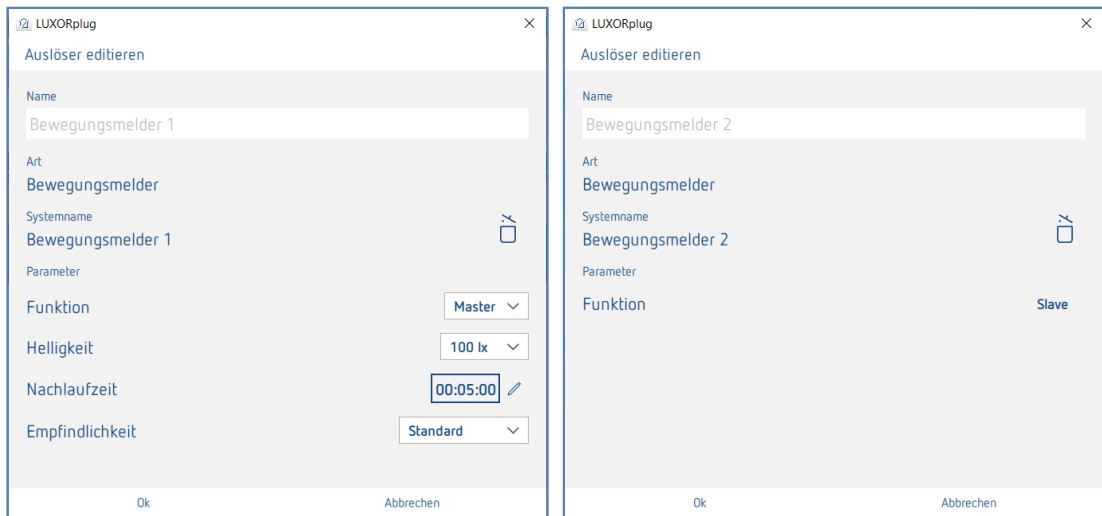 LUXORplug
Auslöser editieren
Name
Bewegungsmelder 1
Art
Bewegungsmelder
Systemname
Bewegungsmelder 1
Parameter
Funktion Master
Helligkeit 100 lx
Nachlaufzeit 00:05:00
Empfindlichkeit Standard
Ok Abbrechen
LUXORplug
Auslöser editieren
Name
Bewegungsmelder 2
Art
Bewegungsmelder
Systemname
Bewegungsmelder 2
Parameter
Funktion Slave
Ok Abbrechen